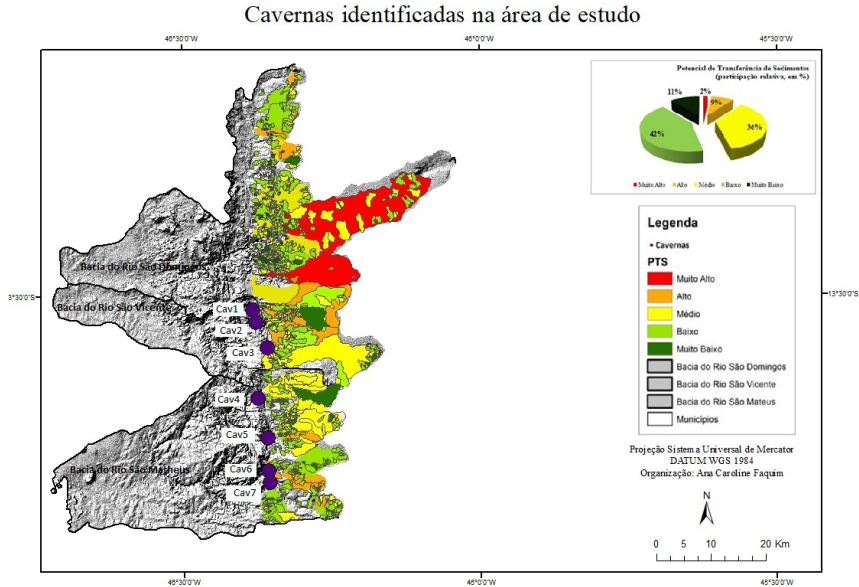 Cavernas identificadas na área de estudo
46°30'0"W
46°0'0"W
45°30'0"W
Potencial de Transferência de Sedimentos
(participação relativa, em %)
11%
2%
9%
36%
42%
Muito Alto
Alto
Médio
Baixo
Muito Baixo
Legenda
Cavernas
PTS
Muito Alto
Alto
Médio
Baixo
Muito Baixo
Bacia do Rio São Domingos
Bacia do Rio São Vicente
Bacia do Rio São Mateus
Municípios
Bacia do Rio São Domingos
3°30'0"S
13°30'0"S
Bacia do Rio São Vicente
Cav1
Cav2
Cav3
Cav4
Cav5
Bacia do Rio São Matheus
Cav6
Cav7
Projeção Sistema Universal de Mercator
DATUM WGS 1984
Organização: Ana Caroline Faquim
N
0 5 10 20 Km
46°30'0"W
46°0'0"W
45°30'0"W